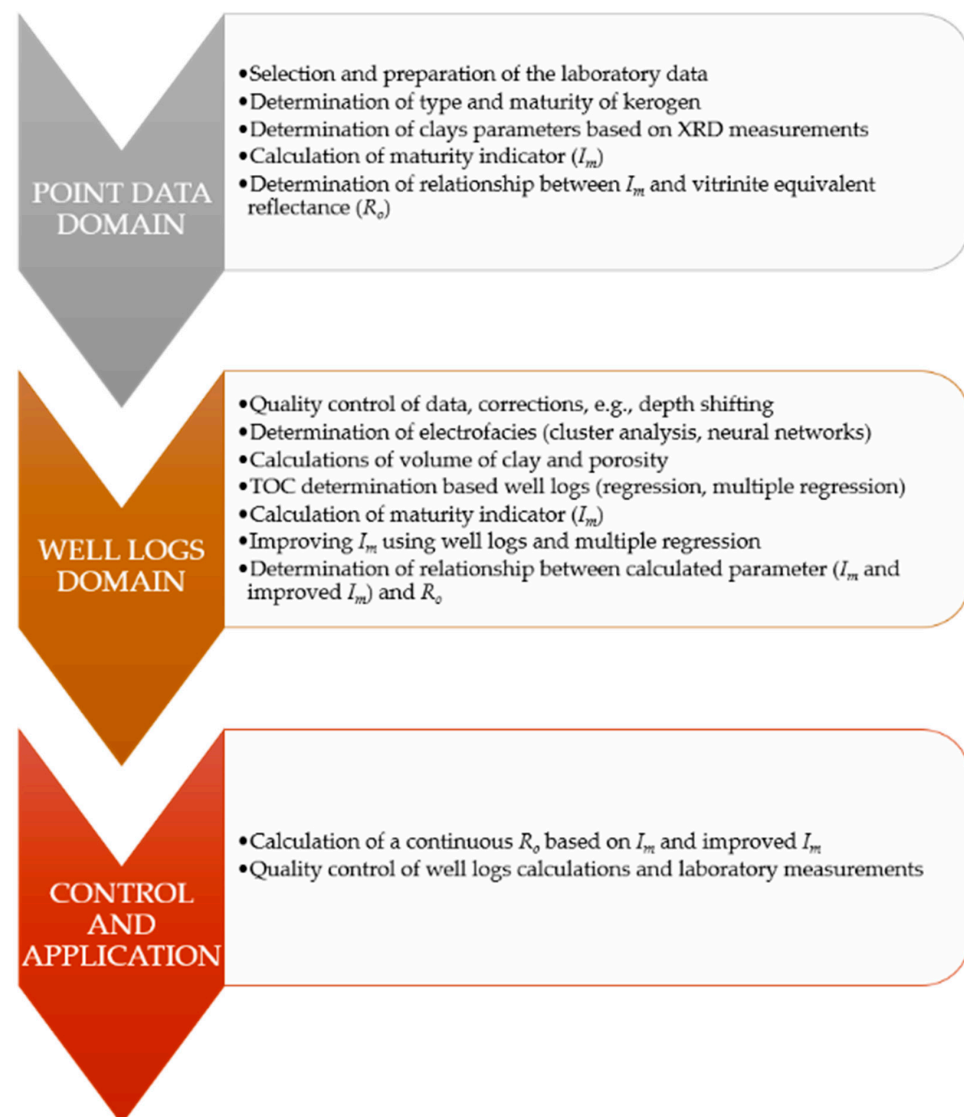 POINT DATA
DOMAIN
•Selection and preparation of the laboratory data
•Determination of type and maturity of kerogen
•Determination of clays parameters based on XRD measurements
•Calculation of maturity indicator (Im)
•Determination of relationship between Im and vitrinite equivalent
reflectance (Ro)
WELL LOGS
DOMAIN
•Quality control of data, corrections, e.g., depth shifting
•Determination of electrofacies (cluster analysis, neural networks)
•Calculations of volume of clay and porosity
•TOC determination based well logs (regression, multiple regression)
•Calculation of maturity indicator (Im)
•Improving Im using well logs and multiple regression
•Determination of relationship between calculated parameter (Im and
improved Im) and Ro
CONTROL
AND
APPLICATION
•Calculation of a continuous Ro based on Im and improved Im
•Quality control of well logs calculations and laboratory measurements